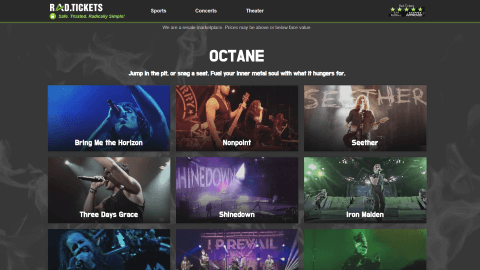 RAD.TICKETS
Safe. Trusted. Radically Simple!
Sports
Concerts
Theater
We are a resale marketplace. Prices may be above or below face value.
OCTANE
Jump in the pit, or snag a seat. Fuel your inner metal soul with what it hungers for.
SEETHER
Bring Me the Horizon
Nonpoint
Seether
SHINEDOWN
Three Days Grace
Shinedown
Iron Maiden
I PREVAIL